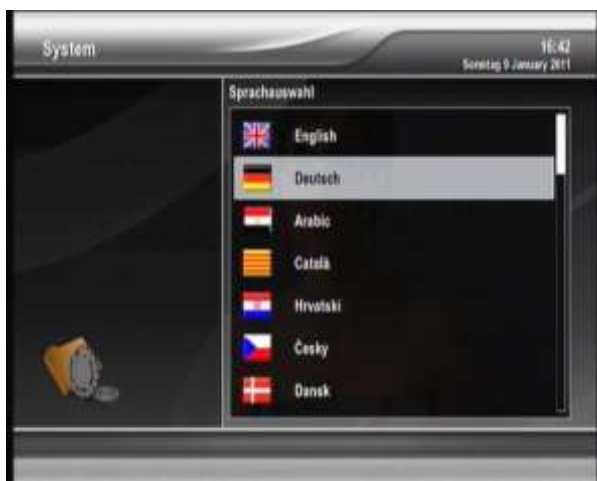 System
16:42
Sonntag 9 January 2011
Sprachauswahl
English
Deutsch
Arabic
Català
Hrvatski
Česky
Dansk